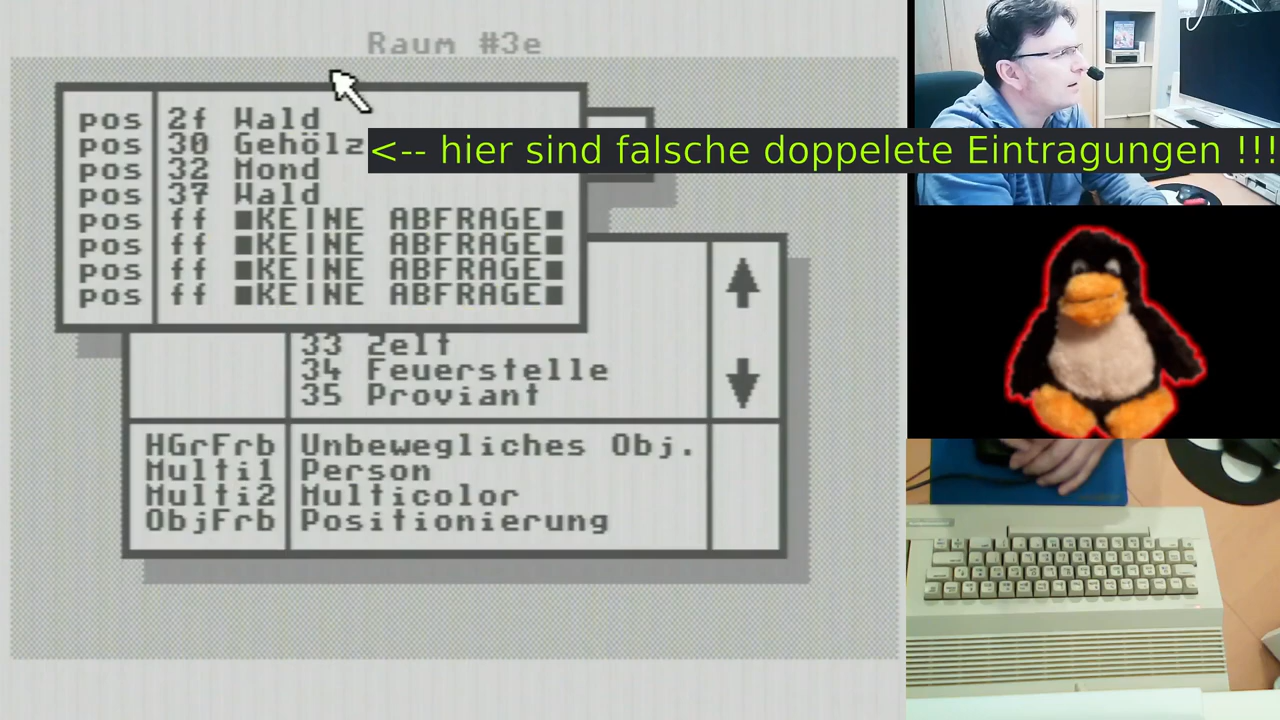 Raum #3e
pos 2f Wald
pos 30 Gehölz
<-- hier sind falsche doppelete Eintragungen !!!
pos 32 Mond
pos 37 Wald
pos ff ■KEINE ABFRAGE■
pos ff ■KEINE ABFRAGE■
pos ff ■KEINE ABFRAGE■
pos ff ■KEINE ABFRAGE■
33 Zelt
34 Feuerstelle
35 Proviant
HGrFrb Unbewegliches Obj.
Multi1 Person
Multi2 Multicolor
ObjFrb Positionierung